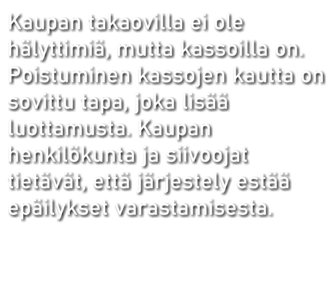 Kaupan takaovilla ei ole
hälyttimiä, mutta kassoilla on.
Poistuminen kassojen kautta on
sovittu tapa, joka lisää
luottamusta. Kaupan
henkilökunta ja siivoojat
tietävät, että järjestely estää
epäilykset varastamisesta.